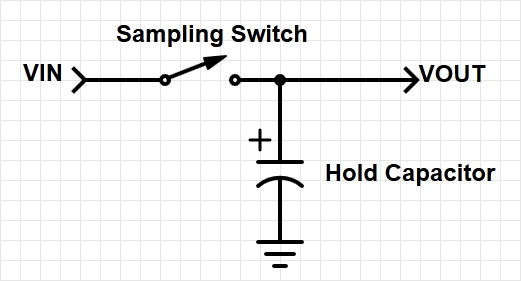 Sampling Switch
VIN
VOUT
+
Hold Capacitor